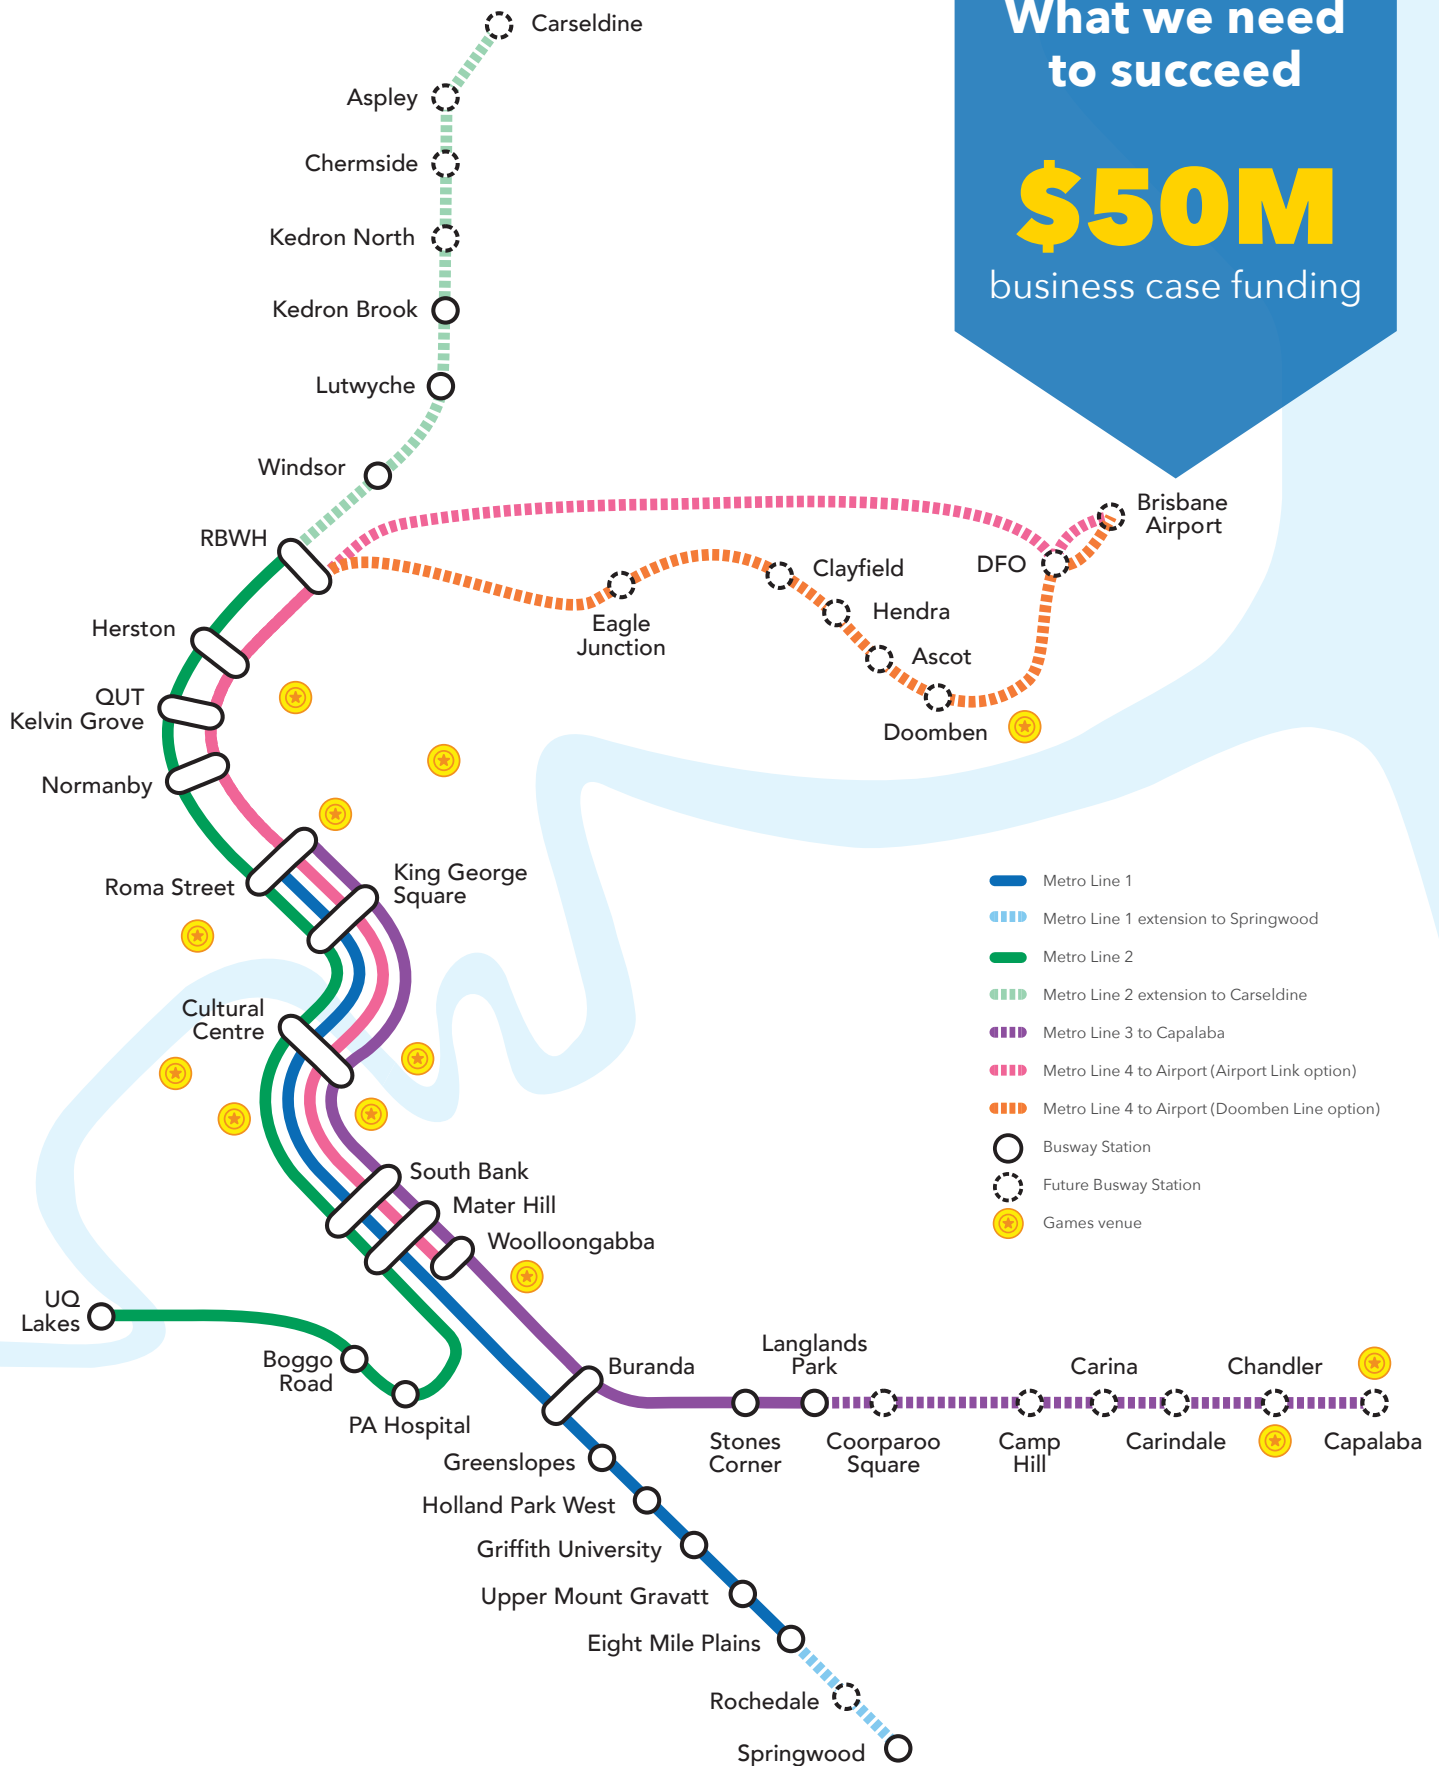 What we need
to succeed
$50M
business case funding
Carseldine
Aspley
Chermside
Kedron North
Kedron Brook
Lutwyche
Windsor
RBWH
Herston
QUT
Kelvin Grove
Normanby
Roma Street
King George
Square
Cultural
Centre
South Bank
Mater Hill
Woolloongabba
UQ
Lakes
Boggo
Road
PA Hospital
Buranda
Greenslopes
Holland Park West
Griffith University
Upper Mount Gravatt
Eight Mile Plains
Rochedale
Springwood
Eagle
Junction
Clayfield
Hendra
Ascot
Doomben
DFO
Brisbane
Airport
Stones
Corner
Langlands
Park
Coorparoo
Square
Camp
Hill
Carina
Carindale
Chandler
Capalaba
Metro Line 1
Metro Line 1 extension to Springwood
Metro Line 2
Metro Line 2 extension to Carseldine
Metro Line 3 to Capalaba
Metro Line 4 to Airport (Airport Link option)
Metro Line 4 to Airport (Doomben Line option)
Busway Station
Future Busway Station
Games venue